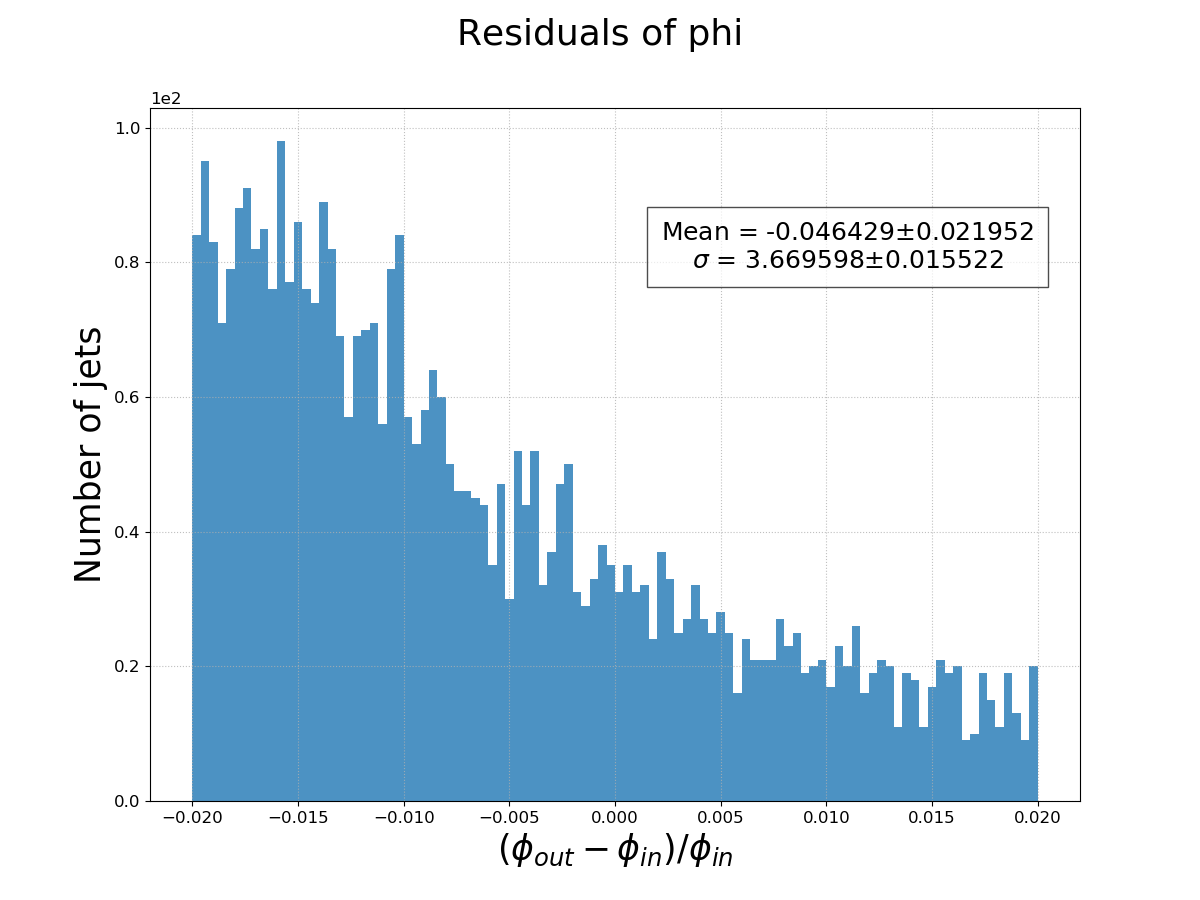 Residuals of phi
1e2
1.0
0.8
0.6
0.4
0.2
0.0
Number of jets
Mean = -0.046429±0.021952
σ = 3.669598±0.015522
−0.020 −0.015 −0.010 −0.005 0.000 0.005 0.010 0.015 0.020
(ϕ_out − ϕ_in)/ϕ_in